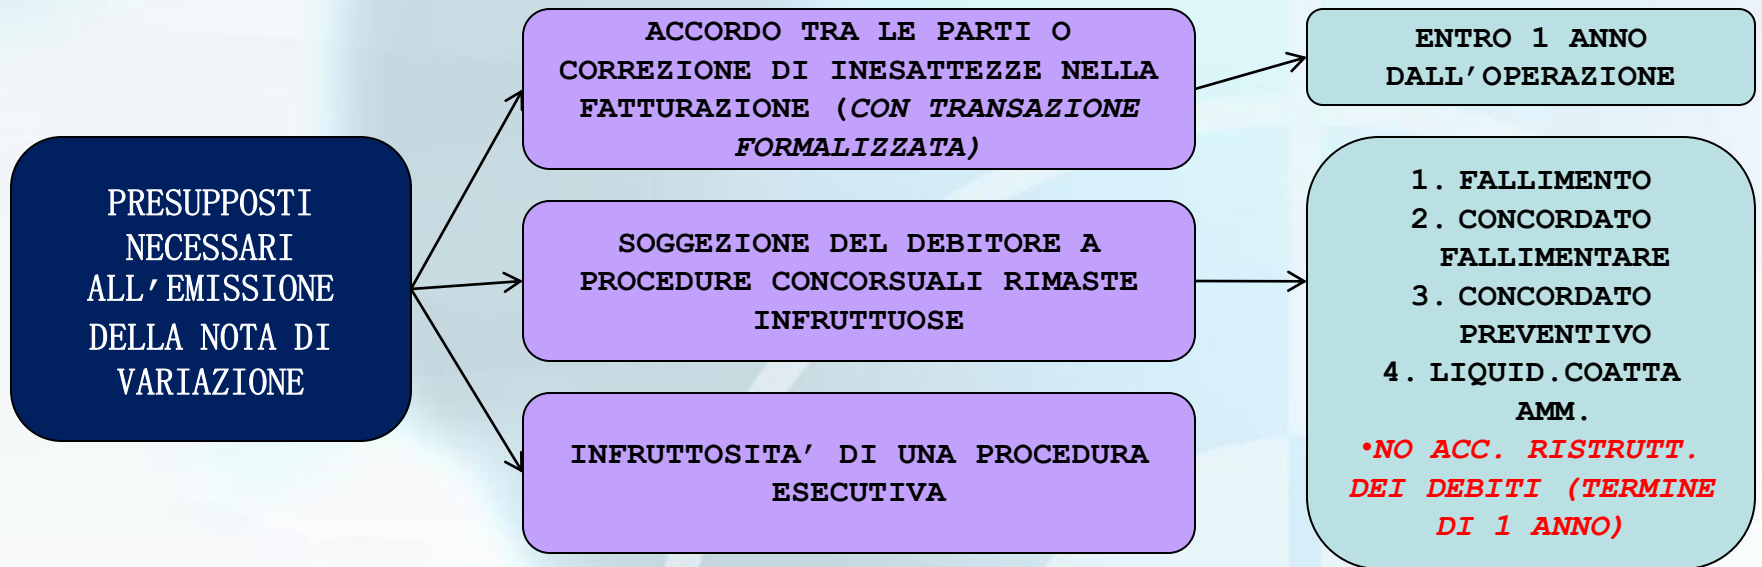 PRESUPPOSTI
NECESSARI
ALL'EMISSIONE
DELLA NOTA DI
VARIAZIONE
ACCORDO TRA LE PARTI O
CORREZIONE DI INESATTEZZE NELLA
FATTURAZIONE (CON TRANSAZIONE
FORMALIZZATA)
ENTRO 1 ANNO
DALL'OPERAZIONE
SOGGEZIONE DEL DEBITORE A
PROCEDURE CONCORSUALI RIMASTE
INFRUTTUOSE
1. FALLIMENTO
2. CONCORDATO
FALLIMENTARE
3. CONCORDATO
PREVENTIVO
4. LIQUID.COATTA
AMM.
•NO ACC. RISTRUTT.
DEI DEBITI (TERMINE
DI 1 ANNO)
INFRUTTOSITA' DI UNA PROCEDURA
ESECUTIVA